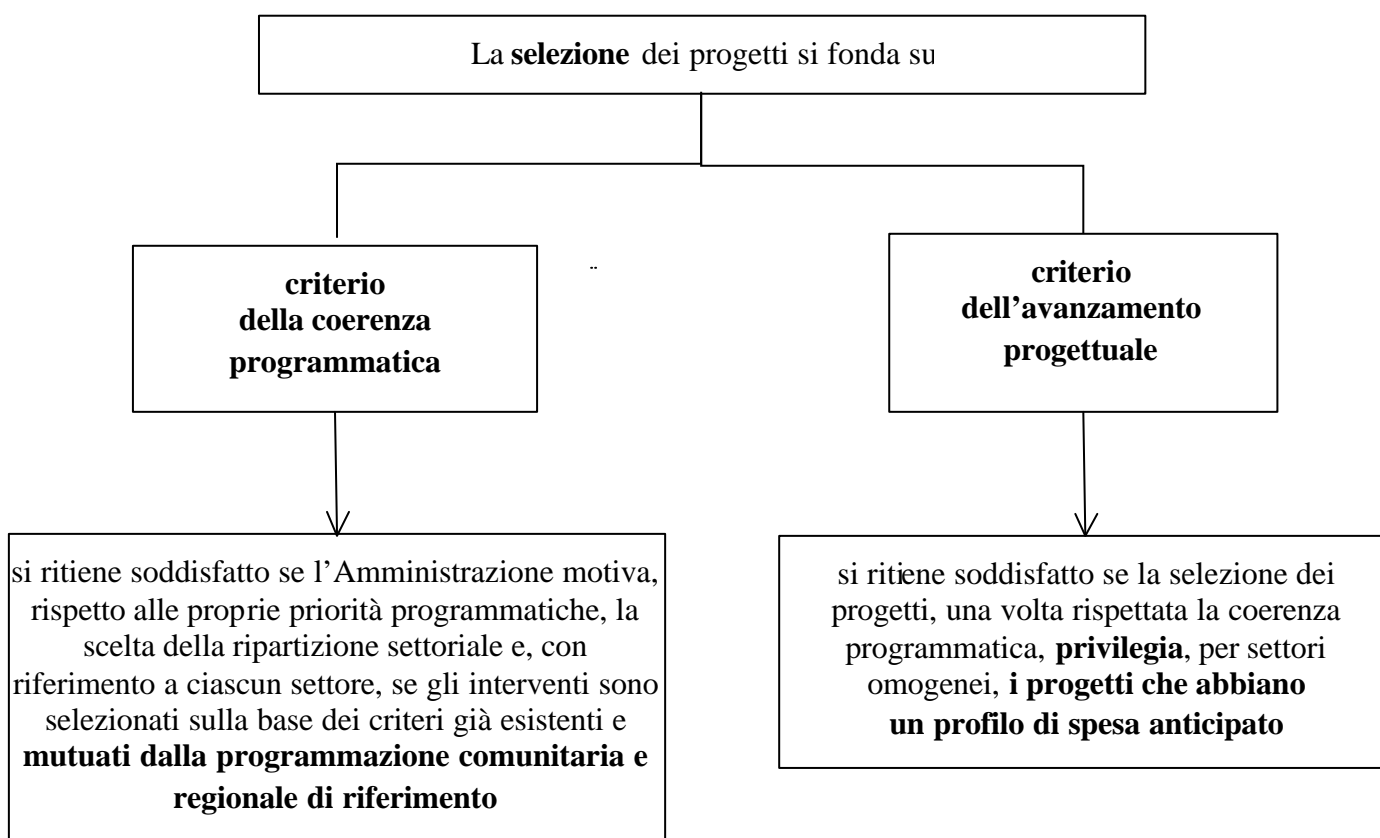 La selezione dei progetti si fonda su
criterio
della coerenza
programmatica
criterio
dell’avanzamento
progettuale
si ritiene soddisfatto se l’Amministrazione motiva,
rispetto alle proprie priorità programmatiche, la
scelta della ripartizione settoriale e, con
riferimento a ciascun settore, se gli interventi sono
selezionati sulla base dei criteri già esistenti e
mutuati dalla programmazione comunitaria e
regionale di riferimento
si ritiene soddisfatto se la selezione dei
progetti, una volta rispettata la coerenza
programmatica, privilegia, per settori
omogenei, i progetti che abbiano
un profilo di spesa anticipato